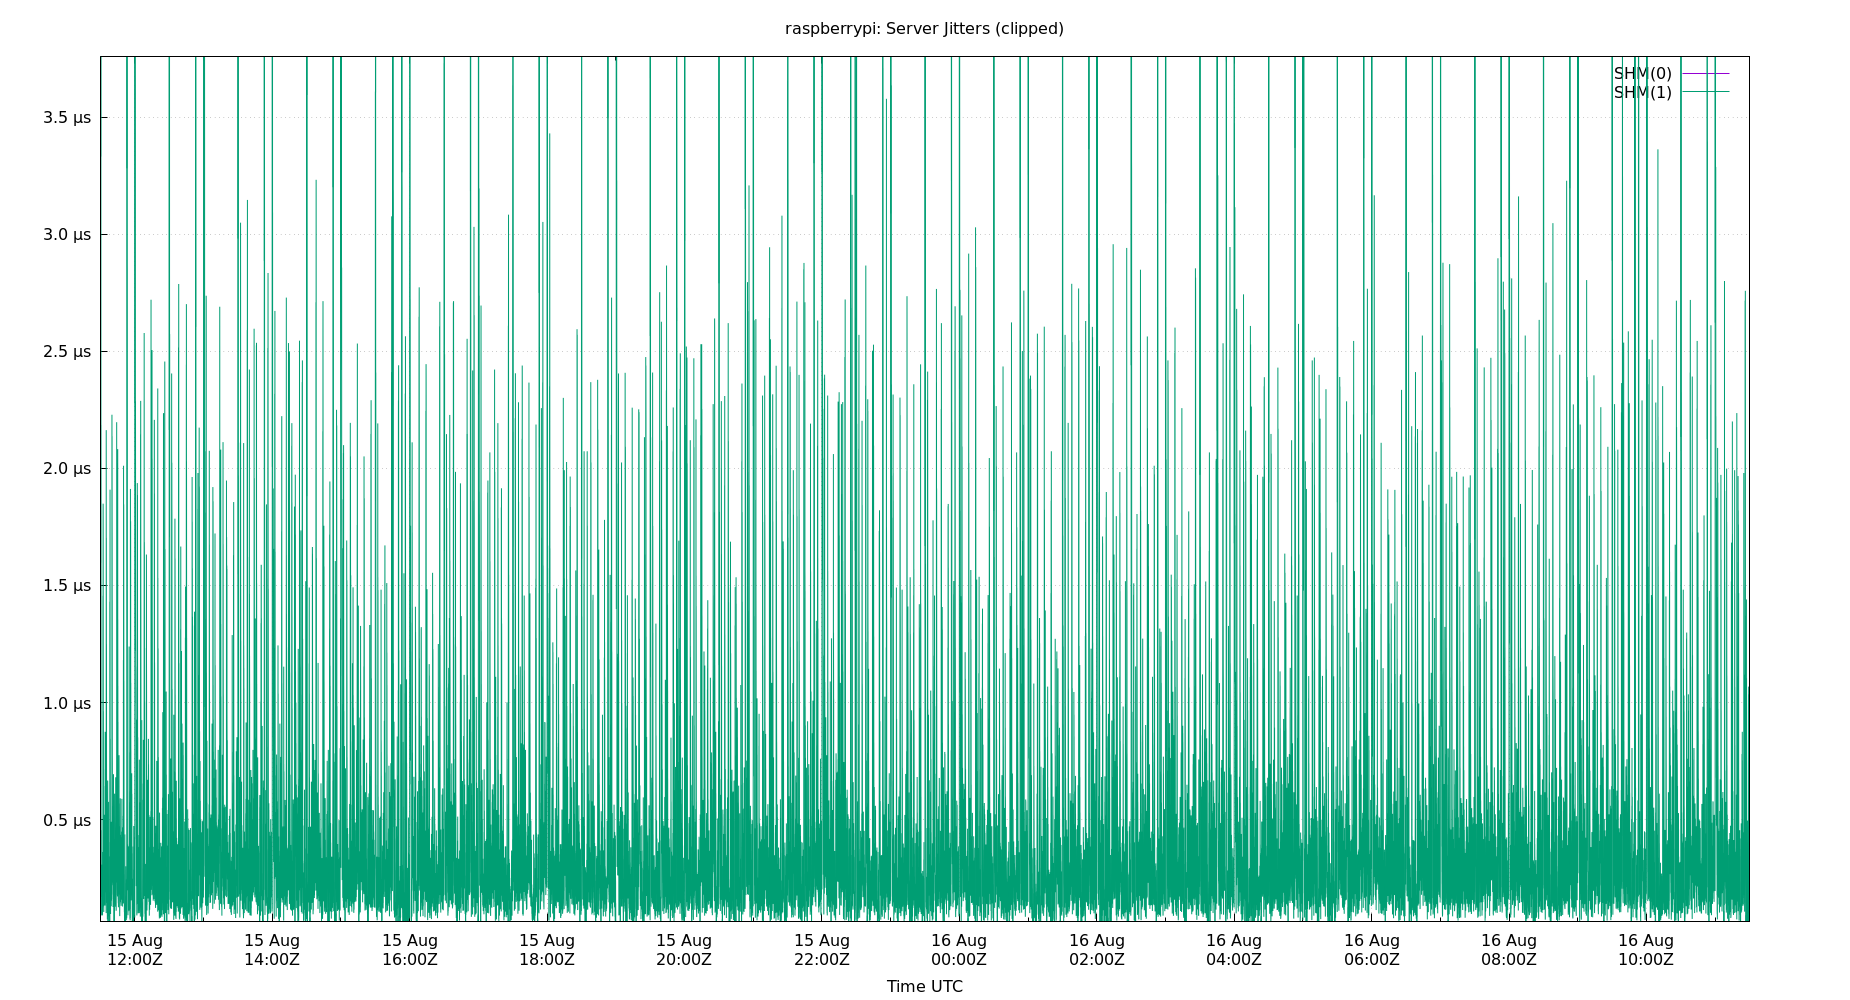 raspberrypi: Server Jitters (clipped)
SHM(0)
SHM(1)
3.5 µs
3.0 µs
2.5 µs
2.0 µs
1.5 µs
1.0 µs
0.5 µs
15 Aug 15 Aug 15 Aug 15 Aug 15 Aug 15 Aug 16 Aug 16 Aug 16 Aug 16 Aug 16 Aug 16 Aug
12:00Z 14:00Z 16:00Z 18:00Z 20:00Z 22:00Z 00:00Z 02:00Z 04:00Z 06:00Z 08:00Z 10:00Z
Time UTC